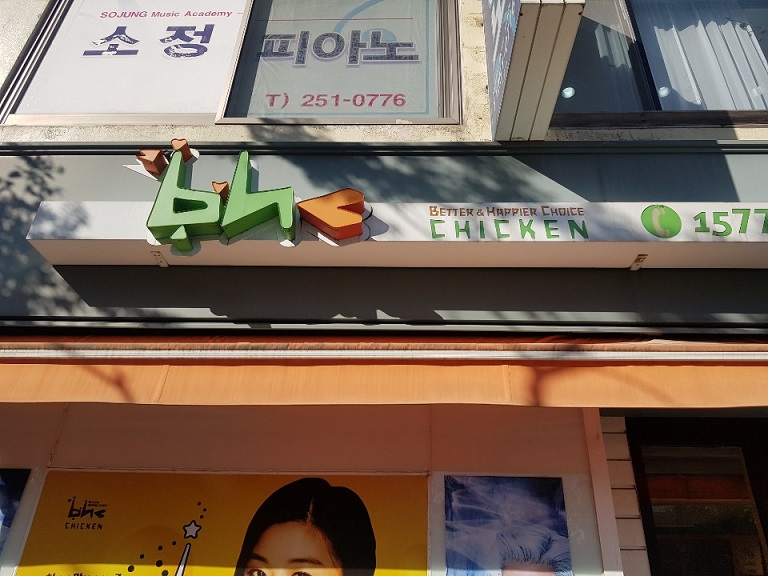 SOJUNG Music Academy
소정 피아노
T) 251-0776
bhc
BETTER & HAPPIER CHOICE
CHICKEN
1577
bhc
CHICKEN